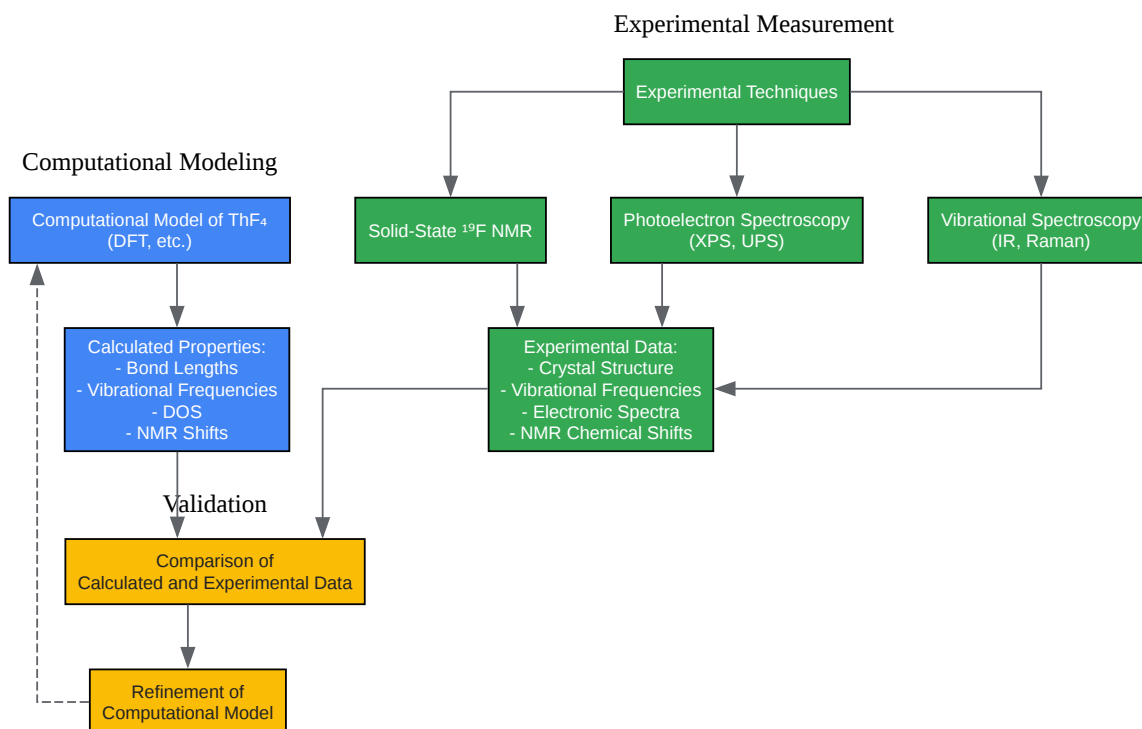 Experimental Measurement
Experimental Techniques
Computational Modeling
Computational Model of ThF₄
(DFT, etc.)
Solid-State ¹⁹F NMR
Photoelectron Spectroscopy
(XPS, UPS)
Vibrational Spectroscopy
(IR, Raman)
Calculated Properties:
- Bond Lengths
- Vibrational Frequencies
- DOS
- NMR Shifts
Experimental Data:
- Crystal Structure
- Vibrational Frequencies
- Electronic Spectra
- NMR Chemical Shifts
Validation
Comparison of
Calculated and Experimental Data
Refinement of
Computational Model